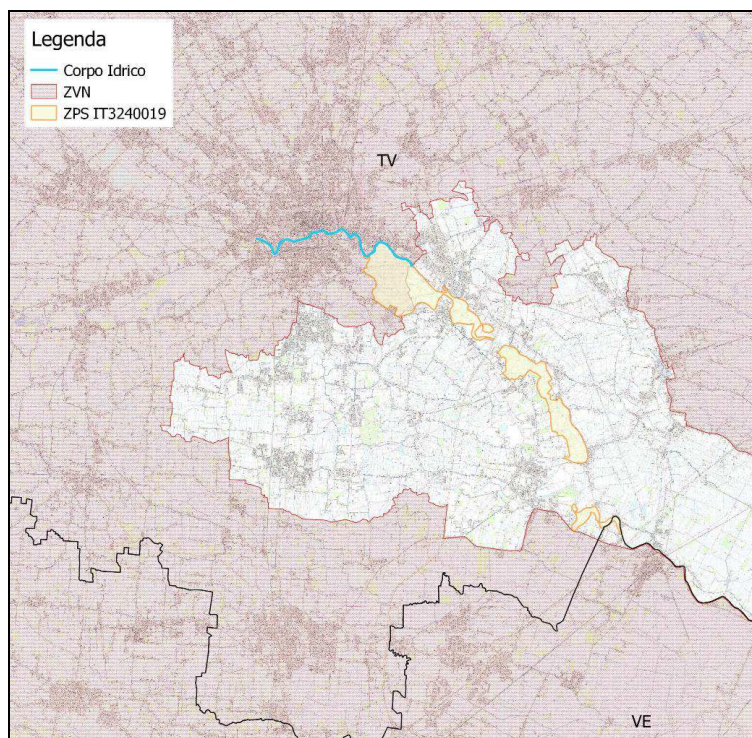 Legenda
Corpo Idrico
ZVN
ZPS IT3240019
TV
VE